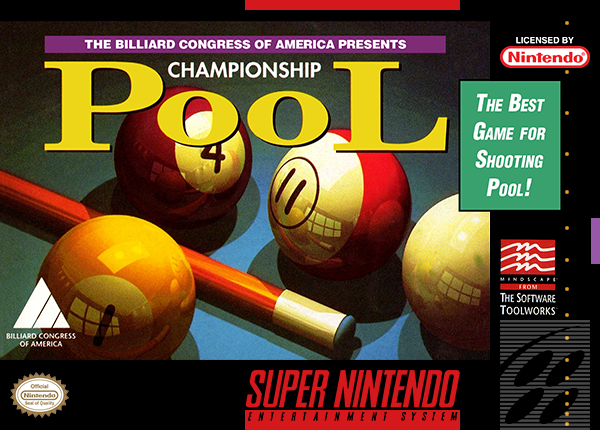 THE BILLIARD CONGRESS OF AMERICA PRESENTS
CHAMPIONSHIP
POOL
4
11
1
BILLIARD CONGRESS
OF AMERICA
LICENSED BY
Nintendo
THE BEST
GAME FOR
SHOOTING
POOL!
MINDSCAPE
FROM
THE SOFTWARE
TOOLWORKS
Official
Nintendo
Seal of Quality
SUPER NINTENDO
ENTERTAINMENT SYSTEM